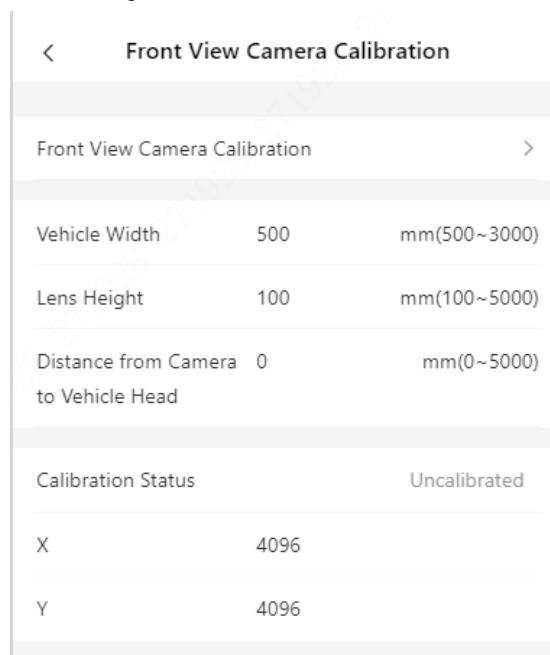 Front View Camera Calibration
Front View Camera Calibration
Vehicle Width 500 mm(500~3000)
Lens Height 100 mm(100~5000)
Distance from Camera 0 mm(0~5000)
to Vehicle Head
Calibration Status Uncalibrated
X 4096
Y 4096